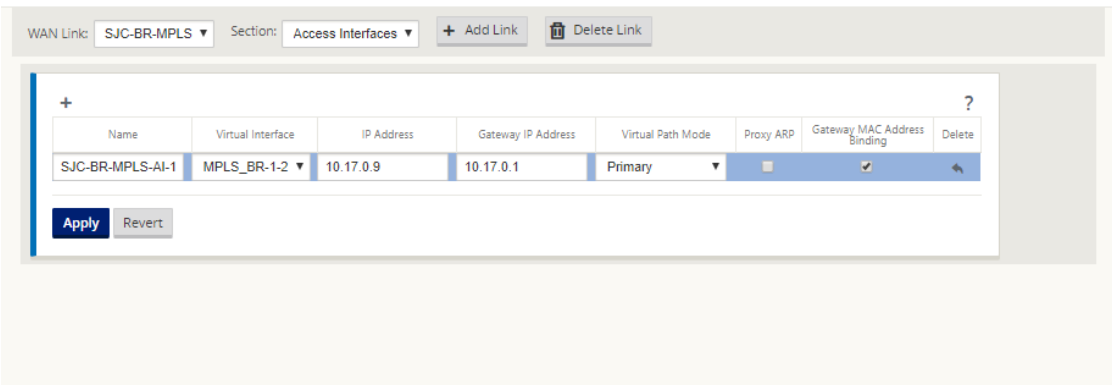 WAN Link: SJC-BR-MPLS ▼ Section: Access Interfaces ▼ + Add Link Delete Link
+ ?
Name Virtual Interface IP Address Gateway IP Address Virtual Path Mode Proxy ARP Gateway MAC Address Binding Delete
SJC-BR-MPLS-AI-1 MPLS_BR-1-2 ▼ 10.17.0.9 10.17.0.1 Primary ▼
Apply Revert